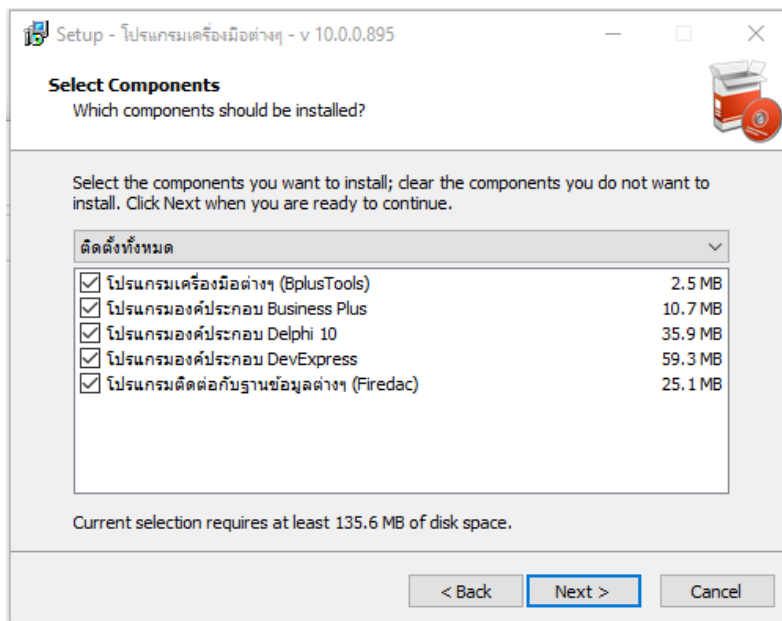 Setup - โปรแกรมเครื่องมือต่างๆ - v 10.0.0.895
Select Components
Which components should be installed?
Select the components you want to install; clear the components you do not want to
install. Click Next when you are ready to continue.
ติดตั้งทั้งหมด
โปรแกรมเครื่องมือต่างๆ (BplusTools) 2.5 MB
โปรแกรมองค์ประกอบ Business Plus 10.7 MB
โปรแกรมองค์ประกอบ Delphi 10 35.9 MB
โปรแกรมองค์ประกอบ DevExpress 59.3 MB
โปรแกรมติดต่อกับฐานข้อมูลต่างๆ (Firedac) 25.1 MB
Current selection requires at least 135.6 MB of disk space.
< Back Next > Cancel